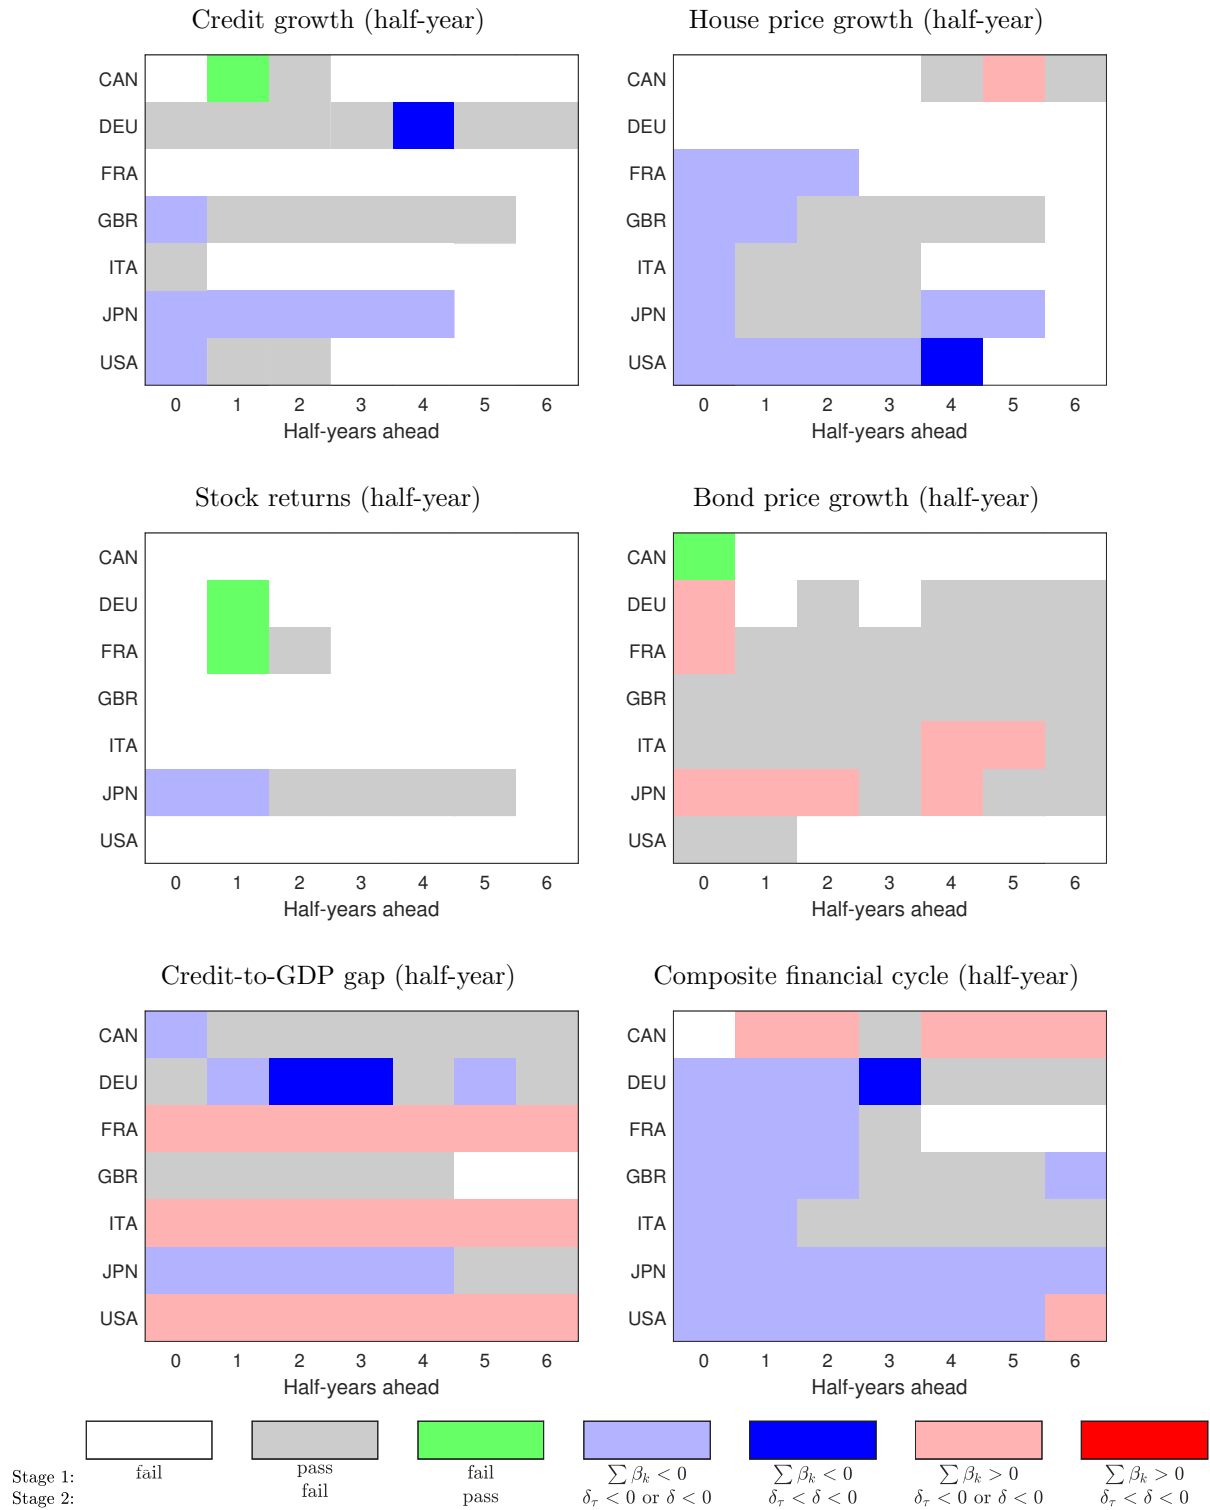 Credit growth (half-year)
CAN
DEU
FRA
GBR
ITA
JPN
USA
0 1 2 3 4 5 6
Half-years ahead
House price growth (half-year)
CAN
DEU
FRA
GBR
ITA
JPN
USA
0 1 2 3 4 5 6
Half-years ahead
Stock returns (half-year)
CAN
DEU
FRA
GBR
ITA
JPN
USA
0 1 2 3 4 5 6
Half-years ahead
Bond price growth (half-year)
CAN
DEU
FRA
GBR
ITA
JPN
USA
0 1 2 3 4 5 6
Half-years ahead
Credit-to-GDP gap (half-year)
CAN
DEU
FRA
GBR
ITA
JPN
USA
0 1 2 3 4 5 6
Half-years ahead
Composite financial cycle (half-year)
CAN
DEU
FRA
GBR
ITA
JPN
USA
0 1 2 3 4 5 6
Half-years ahead
Stage 1: fail pass fail ∑ βₖ < 0 ∑ βₖ < 0 ∑ βₖ > 0 ∑ βₖ > 0
Stage 2: fail pass δ_τ < 0 or δ < 0 δ_τ < δ < 0 δ_τ < 0 or δ < 0 δ_τ < δ < 0